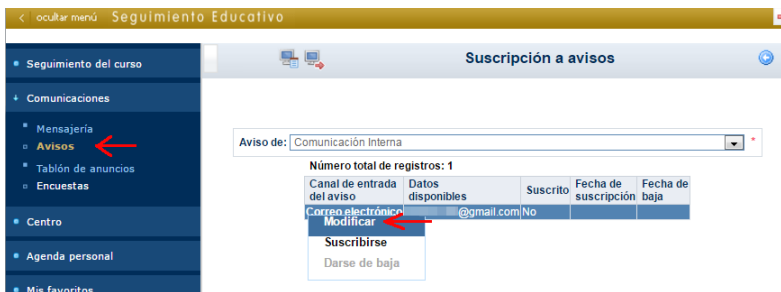 ocultar menú Seguimiento Educativo
Seguimiento del curso
Comunicaciones
Mensajería
Avisos
Tablón de anuncios
Encuestas
Centro
Agenda personal
Mis favoritos
Suscripción a avisos
Aviso de: Comunicación Interna *
Número total de registros: 1
Canal de entrada del aviso Datos disponibles Suscrito Fecha de suscripción Fecha de baja
Correo electrónico @gmail.com No
Modificar
Suscribirse
Darse de baja